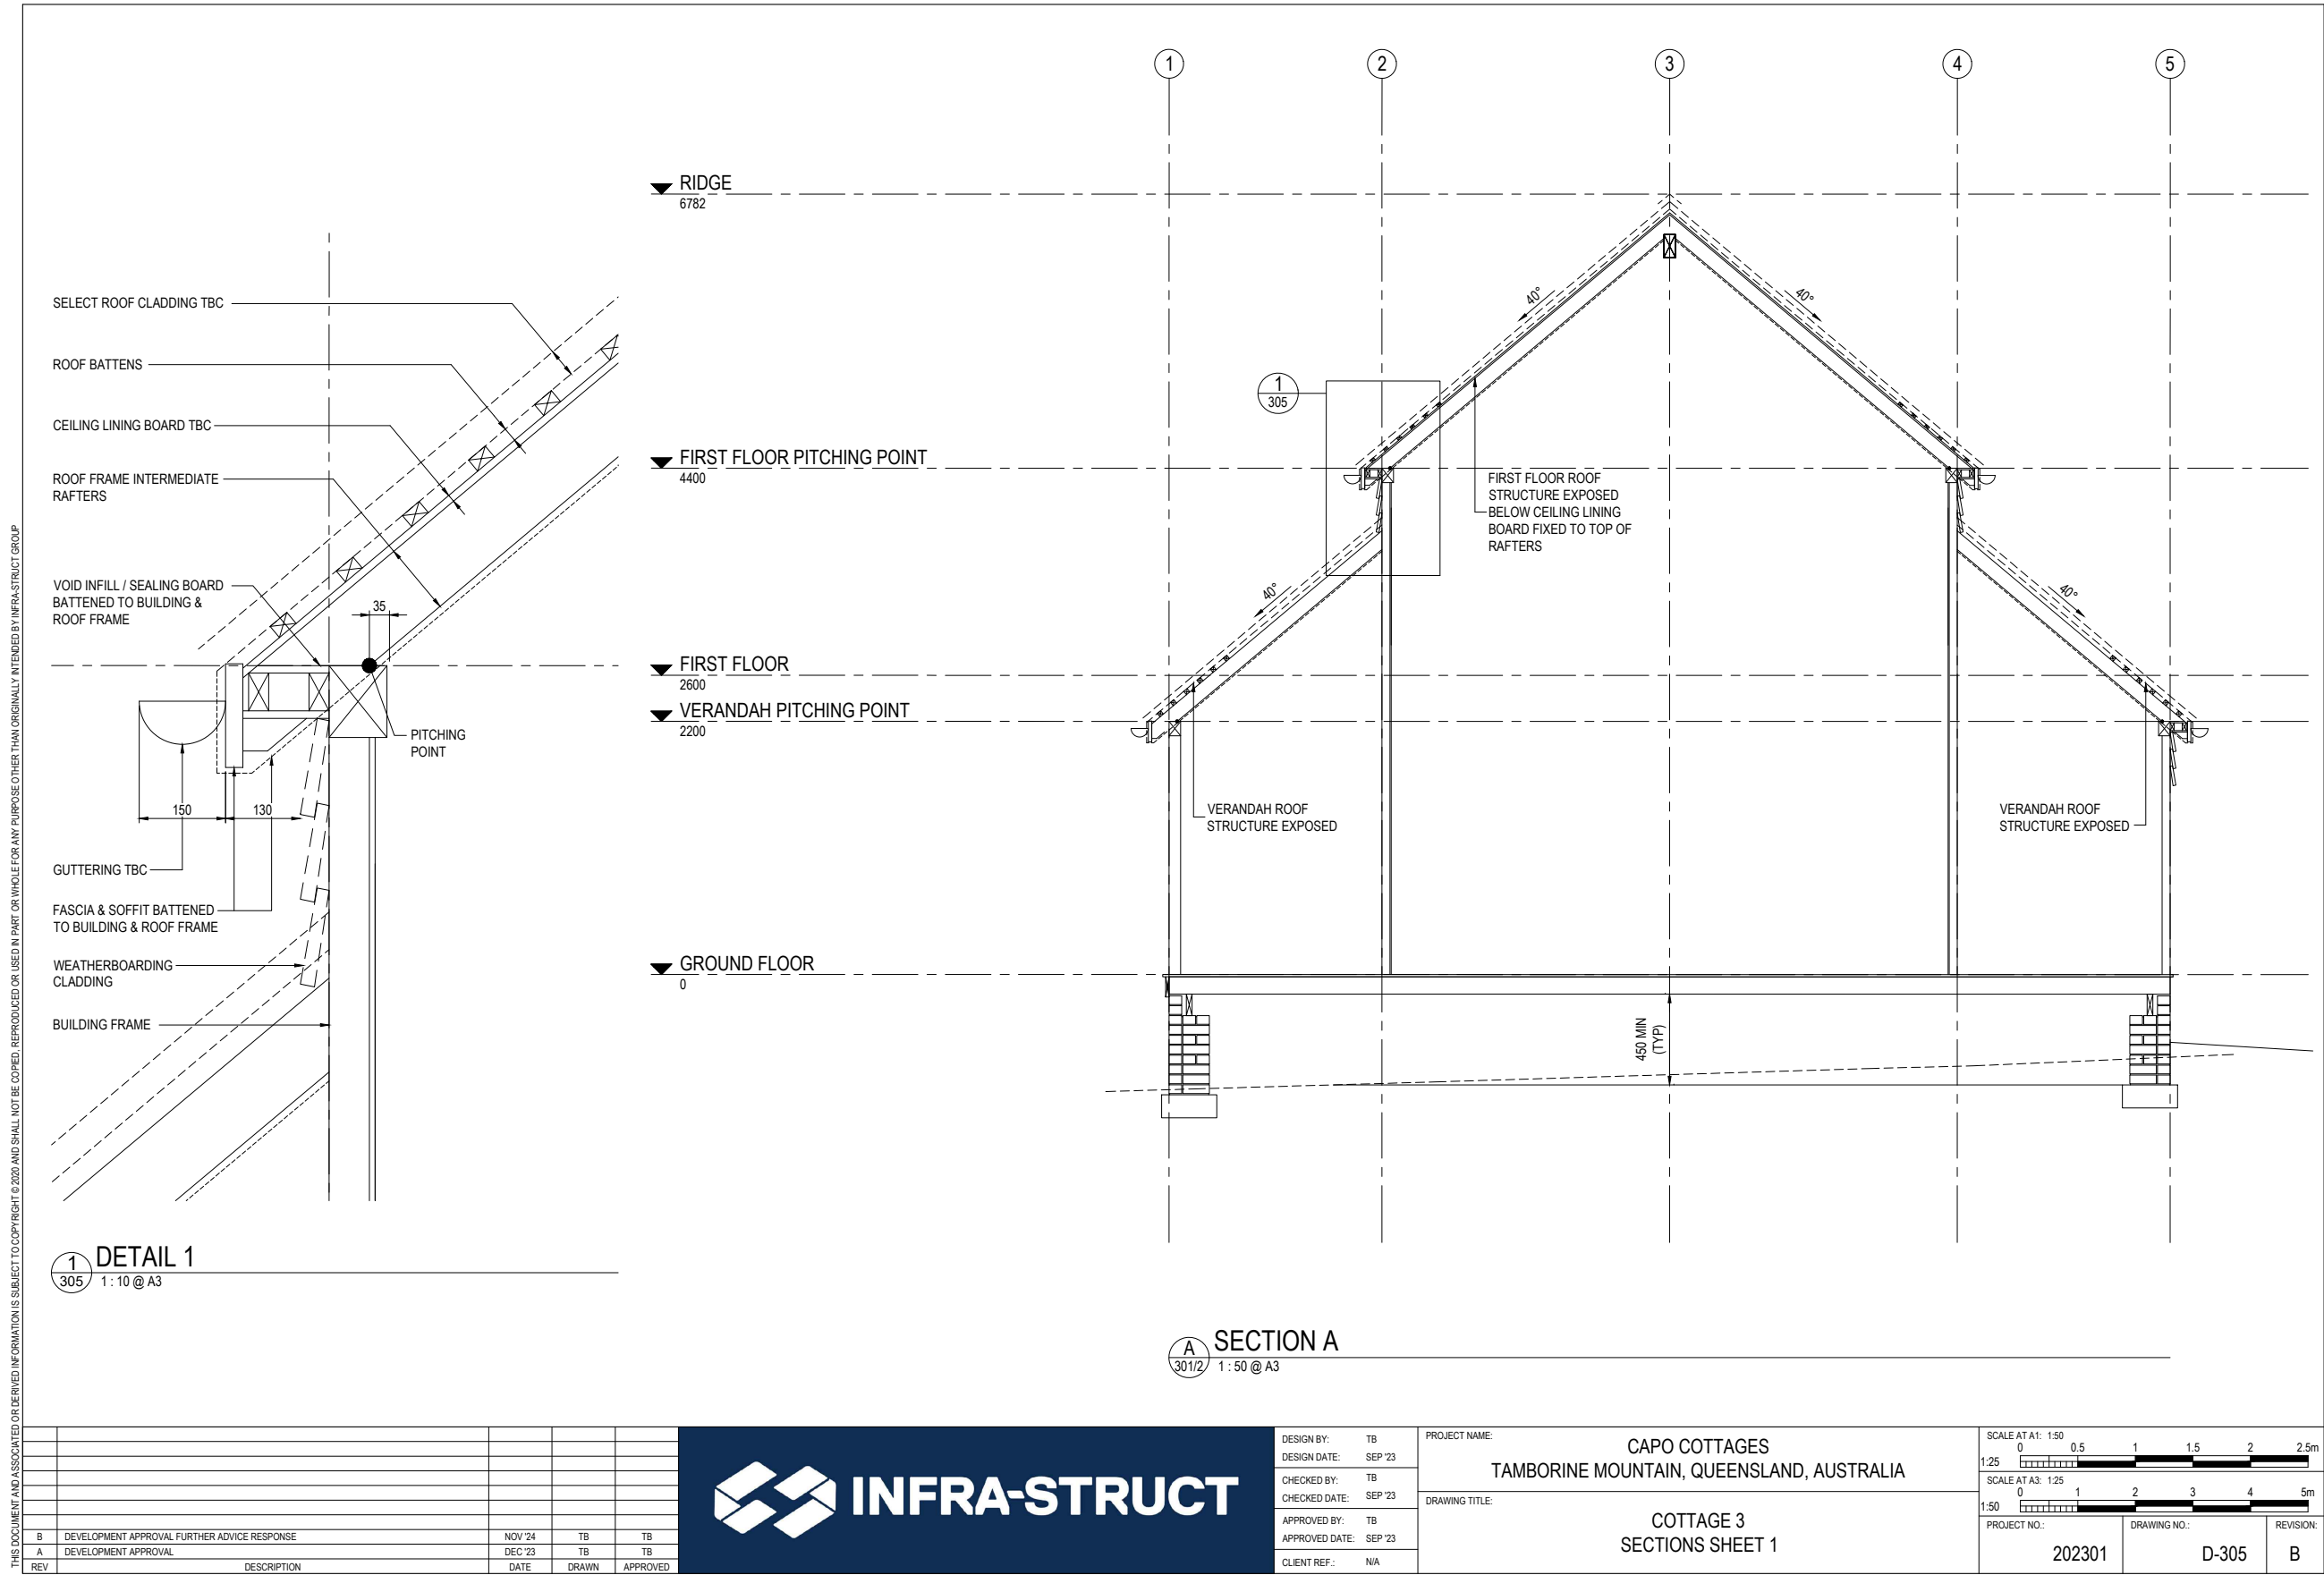 THIS DOCUMENT AND ASSOCIATED OR DERIVED INFORMATION IS SUBJECT TO COPYRIGHT © 2020 AND SHALL NOT BE COPIED, REPRODUCED OR USED IN PART OR WHOLE FOR ANY PURPOSE OTHER THAN ORIGINALLY INTENDED BY INFRA-STRUCT GROUP
SELECT ROOF CLADDING TBC
ROOF BATTENS
CEILING LINING BOARD TBC
ROOF FRAME INTERMEDIATE
RAFTERS
VOID INFILL / SEALING BOARD
BATTENED TO BUILDING &
ROOF FRAME
35
PITCHING
POINT
150
130
GUTTERING TBC
FASCIA & SOFFIT BATTENED
TO BUILDING & ROOF FRAME
WEATHERBOARDING
CLADDING
BUILDING FRAME
1
305
DETAIL 1
1 : 10 @ A3
1
2
3
4
5
RIDGE
6782
FIRST FLOOR PITCHING POINT
4400
FIRST FLOOR
2600
VERANDAH PITCHING POINT
2200
GROUND FLOOR
0
40°
40°
1
305
FIRST FLOOR ROOF
STRUCTURE EXPOSED
BELOW CEILING LINING
BOARD FIXED TO TOP OF
RAFTERS
40°
40°
VERANDAH ROOF
STRUCTURE EXPOSED
VERANDAH ROOF
STRUCTURE EXPOSED
450 MIN
(TYP)
A
301/2
SECTION A
1 : 50 @ A3
B DEVELOPMENT APPROVAL FURTHER ADVICE RESPONSE NOV '24 TB TB
A DEVELOPMENT APPROVAL DEC '23 TB TB
REV DESCRIPTION DATE DRAWN APPROVED
INFRA-STRUCT
DESIGN BY: TB
DESIGN DATE: SEP '23
CHECKED BY: TB
CHECKED DATE: SEP '23
APPROVED BY: TB
APPROVED DATE: SEP '23
CLIENT REF.: N/A
PROJECT NAME:
CAPO COTTAGES
TAMBORINE MOUNTAIN, QUEENSLAND, AUSTRALIA
DRAWING TITLE:
COTTAGE 3
SECTIONS SHEET 1
SCALE AT A1: 1:50
0 0.5 1 1.5 2 2.5m
1:25
SCALE AT A3: 1:25
0 1 2 3 4 5m
1:50
PROJECT NO.:
202301
DRAWING NO.:
D-305
REVISION:
B